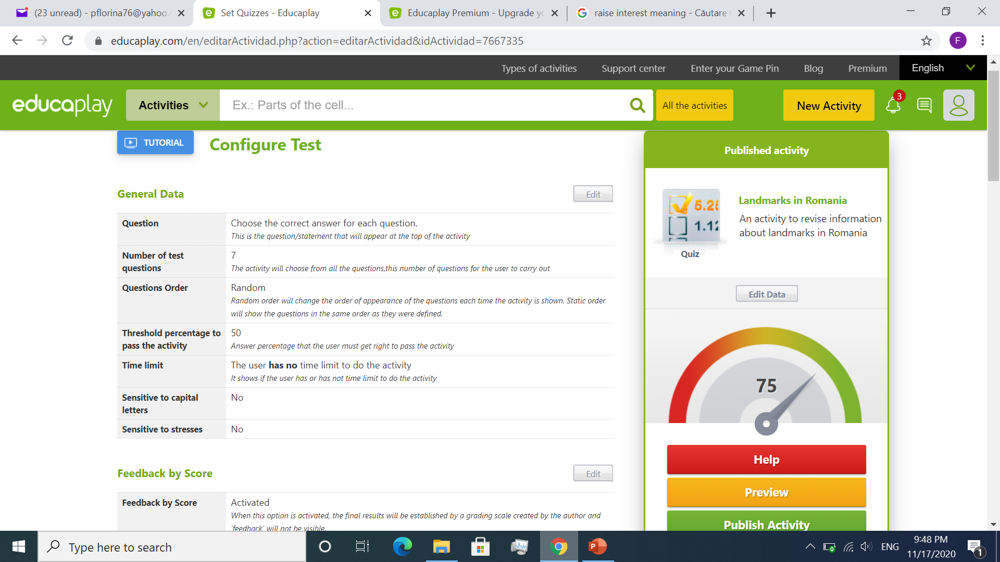 (23 unread) - pflorina76@yahoo.
Set Quizzes - Educaplay
Educaplay Premium - Upgrade yo
raise interest meaning - Căutare
educaplay.com/en/editarActividad.php?action=editarActividad&idActividad=7667335
F
Types of activities
Support center
Enter your Game Pin
Blog
Premium
English
educaplay
Activities
Ex.: Parts of the cell...
All the activities
New Activity
3
TUTORIAL
Configure Test
Published activity
General Data
Edit
Question
Choose the correct answer for each question.
This is the question/statement that will appear at the top of the activity
Number of test
questions
7
The activity will choose from all the questions,this number of questions for the user to carry out
Questions Order
Random
Random order will change the order of appearance of the questions each time the activity is shown. Static order
will show the questions in the same order as they were defined.
Threshold percentage to
pass the activity
50
Answer percentage that the user must get right to pass the activity
Time limit
The user has no time limit to do the activity
It shows if the user has or has not time limit to do the activity
Sensitive to capital
letters
No
Sensitive to stresses
No
Feedback by Score
Edit
Feedback by Score
Activated
When this option is activated, the final results will be established by a grading scale created by the author and
'feedback' will not be visible.
5.25
1.12
Quiz
Landmarks in Romania
An activity to revise information
about landmarks in Romania
Edit Data
75
Help
Preview
Publish Activity
Type here to search
P
ENG
9:48 PM
11/17/2020
1